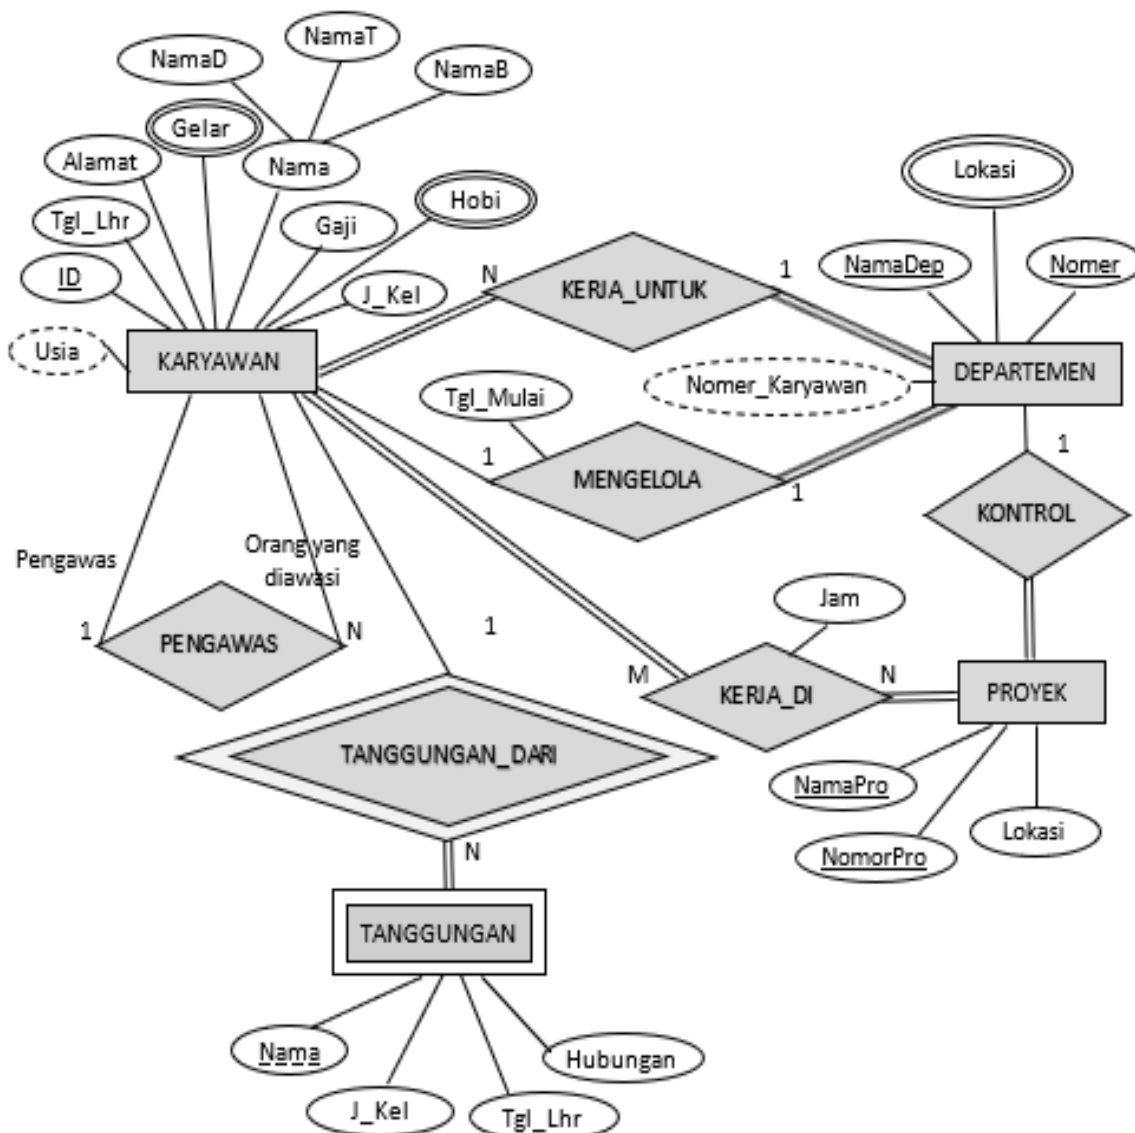 NamaT
NamaD
NamaB
Gelar
Alamat
Nama
Lokasi
Hobi
Tgl_Lhr
Gaji
ID
J_Kel
N
KERJA_UNTUK
1
NamaDep
Nomer
Usia
KARYAWAN
Nomer_Karyawan
DEPARTEMEN
Tgl_Mulai
1
MENGELOLA
1
1
KONTROL
Pengawas
Orang yang
diawasi
Jam
1
PENGAWAS
N
1
M
KERJA_DI
N
PROYEK
TANGGUNGAN_DARI
NamaPro
Lokasi
NomorPro
N
TANGGUNGAN
Nama
Hubungan
J_Kel
Tgl_Lhr